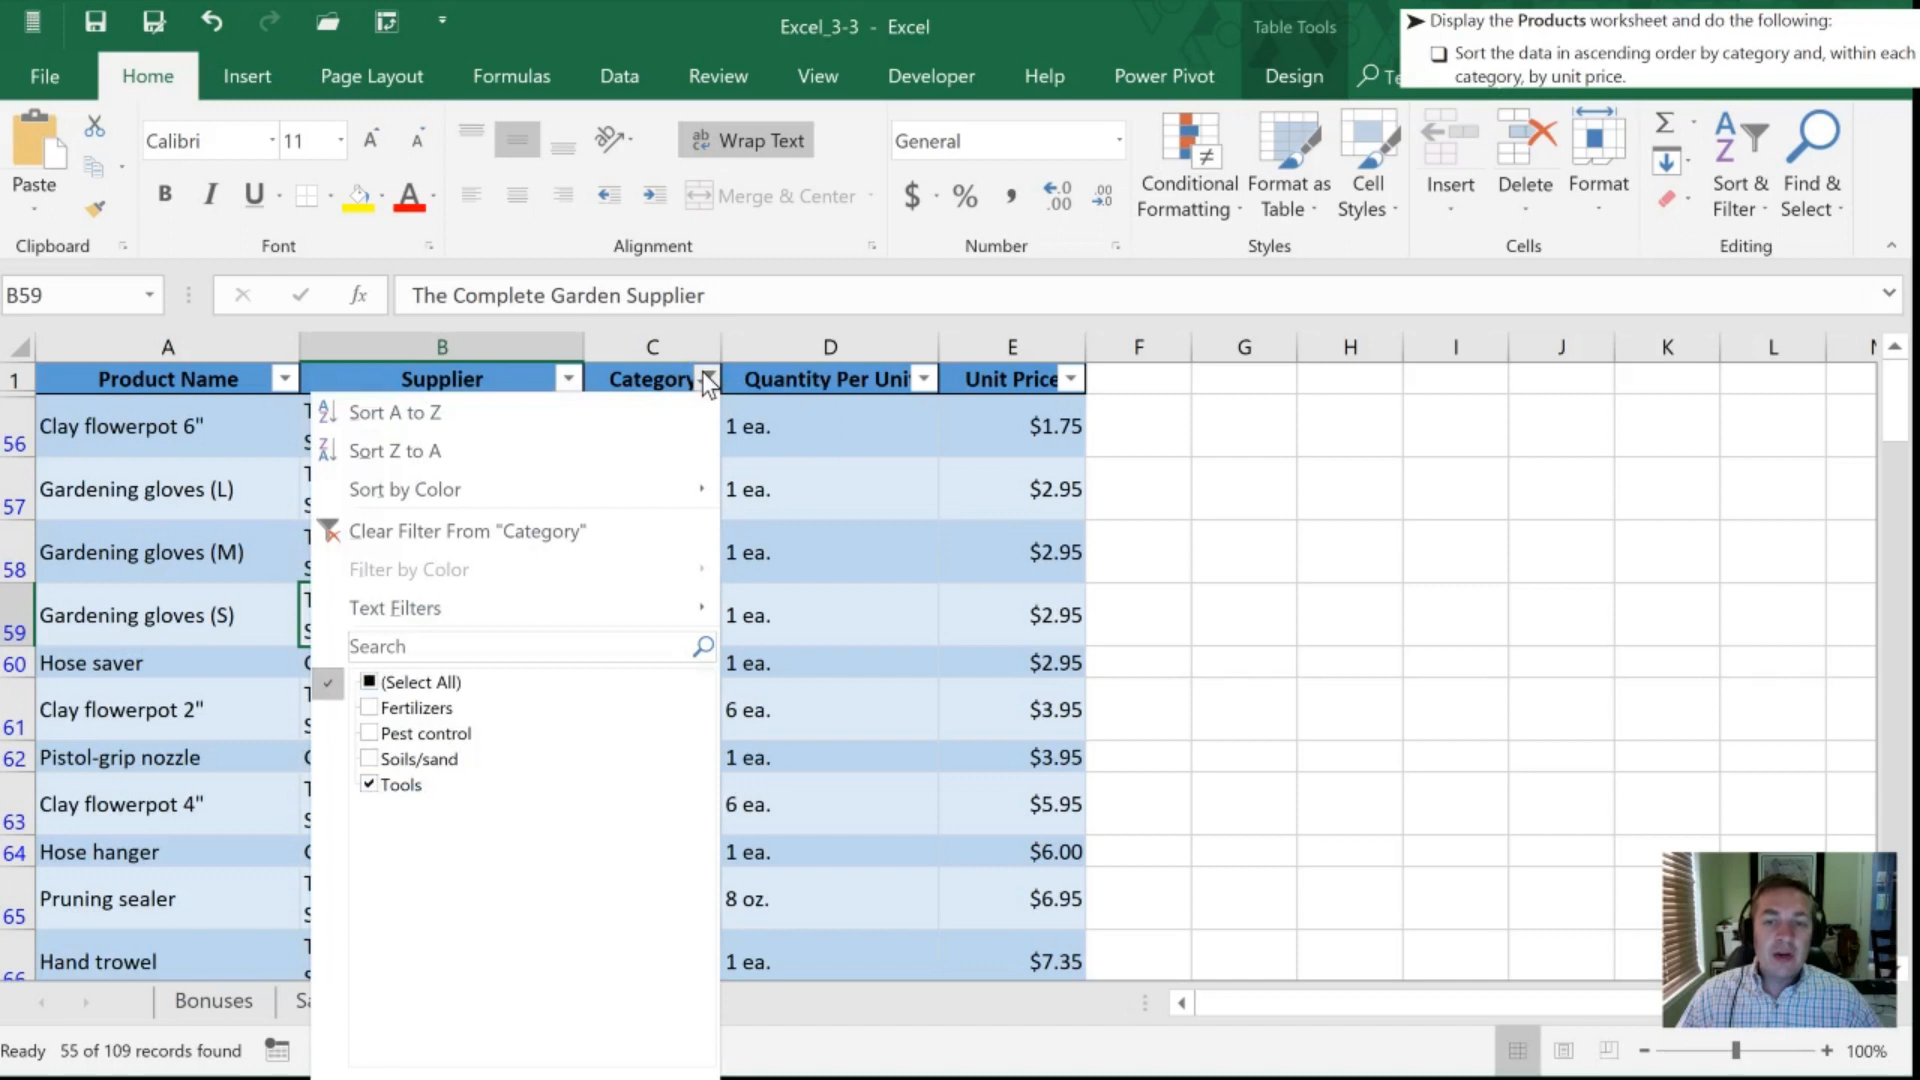 Excel_3-3 - Excel
Table Tools
➤ Display the Products worksheet and do the following:
❑ Sort the data in ascending order by category and, within each
category, by unit price.
File
Home
Insert
Page Layout
Formulas
Data
Review
View
Developer
Help
Power Pivot
Design
Te
Calibri
11
Wrap Text
General
Paste
B I U
A
Merge & Center
$ % ,
Conditional
Formatting
Format as
Table
Cell
Styles
Insert
Delete
Format
Sort &
Filter
Find &
Select
Clipboard
Font
Alignment
Number
Styles
Cells
Editing
B59
fx
The Complete Garden Supplier
A B C D E F G H I J K L
1 Product Name Supplier Category Quantity Per Uni Unit Price
56 Clay flowerpot 6" 1 ea. $1.75
57 Gardening gloves (L) 1 ea. $2.95
58 Gardening gloves (M) 1 ea. $2.95
59 Gardening gloves (S) 1 ea. $2.95
60 Hose saver 1 ea. $2.95
61 Clay flowerpot 2" 6 ea. $3.95
62 Pistol-grip nozzle 1 ea. $3.95
63 Clay flowerpot 4" 6 ea. $5.95
64 Hose hanger 1 ea. $6.00
65 Pruning sealer 8 oz. $6.95
66 Hand trowel 1 ea. $7.35
Sort A to Z
Sort Z to A
Sort by Color
Clear Filter From "Category"
Filter by Color
Text Filters
Search
(Select All)
Fertilizers
Pest control
Soils/sand
Tools
Bonuses
Sa
Ready
55 of 109 records found
100%